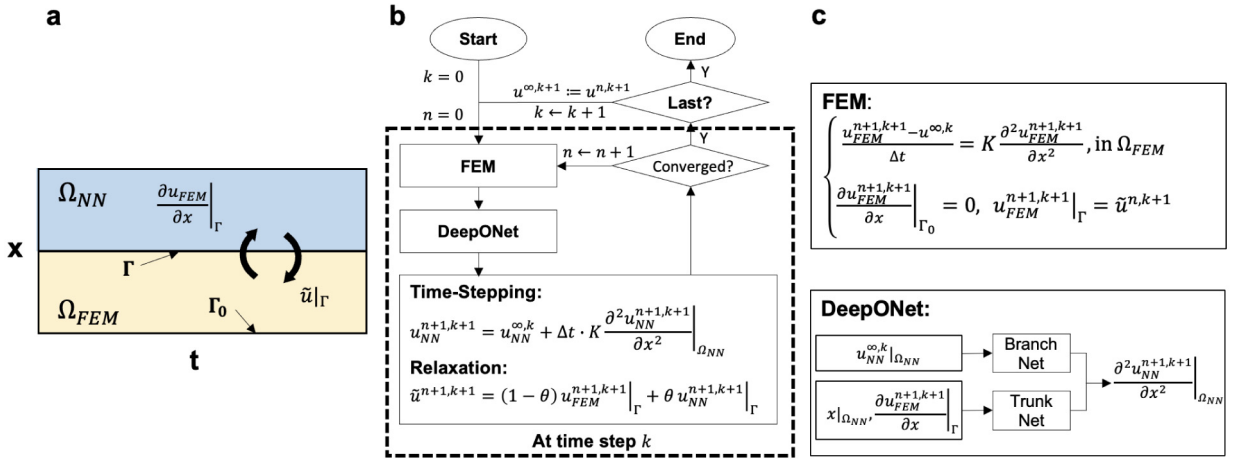 a
Ω_NN
∂u_FEM/∂x|_Γ
x
Γ
Γ₀
ũ|_Γ
Ω_FEM
t
b
Start
End
k = 0
Y
u^{∞,k+1} ≔ u^{n,k+1}
Last?
k ← k + 1
n = 0
Y
n ← n + 1
FEM
Converged?
DeepONet
Time-Stepping:
u_NN^{n+1,k+1} = u_NN^{∞,k} + Δt · K ∂²u_NN^{n+1,k+1}/∂x²|_{Ω_NN}
Relaxation:
ũ^{n+1,k+1} = (1 − θ) u_FEM^{n+1,k+1}|_Γ + θ u_NN^{n+1,k+1}|_Γ
At time step k
c
FEM:
(u_FEM^{n+1,k+1} − u^{∞,k})/Δt = K ∂²u_FEM^{n+1,k+1}/∂x², in Ω_FEM
∂u_FEM^{n+1,k+1}/∂x|_{Γ₀} = 0, u_FEM^{n+1,k+1}|_Γ = ũ^{n,k+1}
DeepONet:
u_NN^{∞,k}|_{Ω_NN}
Branch
Net
x|_{Ω_NN}, ∂u_FEM^{n+1,k+1}/∂x|_Γ
Trunk
Net
∂²u_NN^{n+1,k+1}/∂x²|_{Ω_NN}